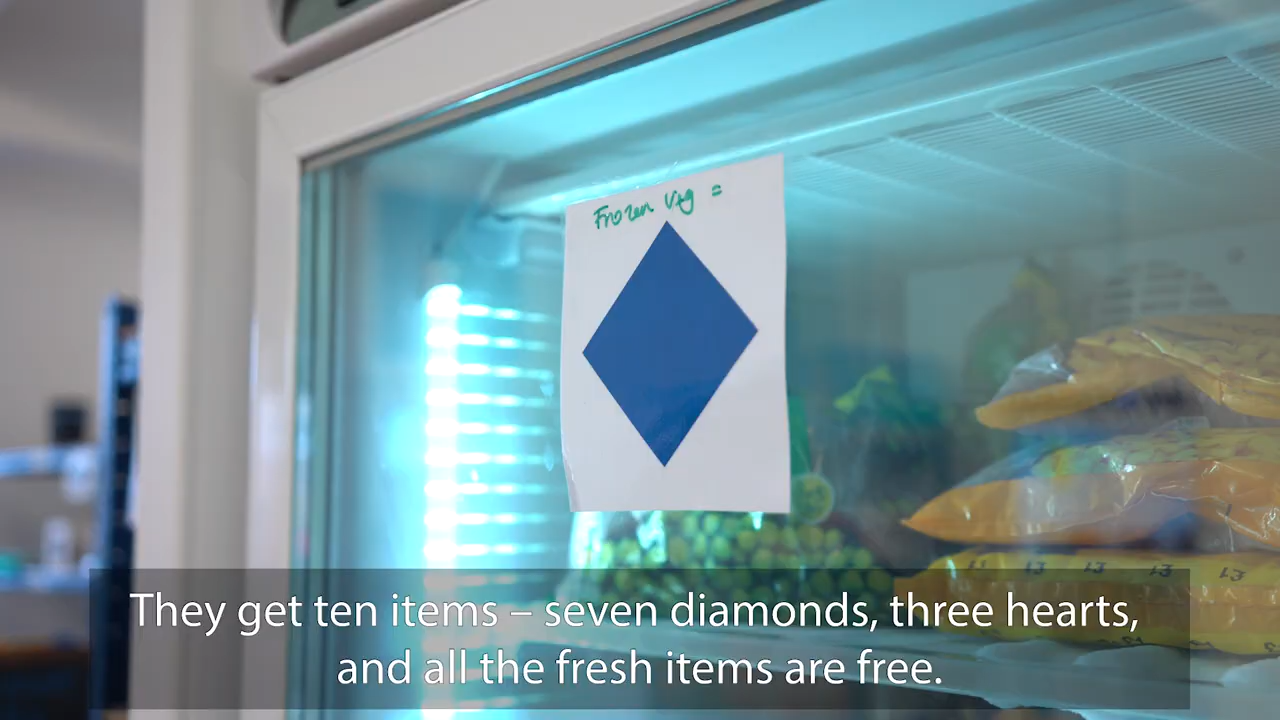 Frozen Veg =
They get ten items – seven diamonds, three hearts,
and all the fresh items are free.